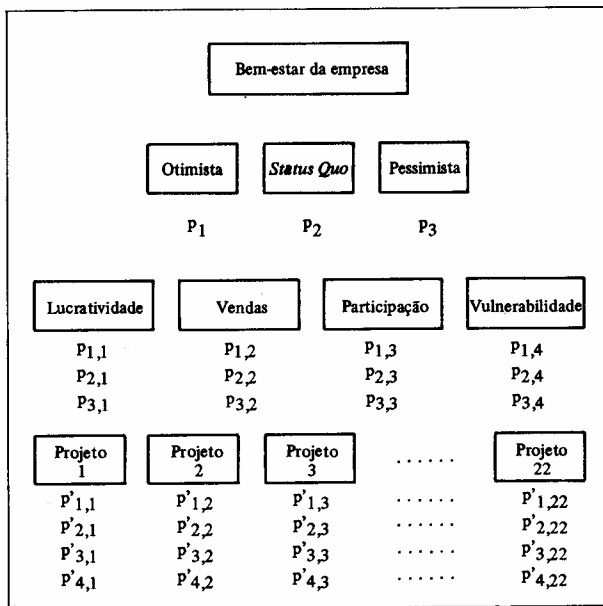 Bem-estar da empresa
Otimista Status Quo Pessimista
p1 p2 p3
Lucratividade Vendas Participação Vulnerabilidade
p1,1 p1,2 p1,3 p1,4
p2,1 p2,2 p2,3 p2,4
p3,1 p3,2 p3,3 p3,4
Projeto Projeto Projeto ...... Projeto
1 2 3 22
p'1,1 p'1,2 p'1,3 ...... p'1,22
p'2,1 p'2,2 p'2,3 ...... p'2,22
p'3,1 p'3,2 p'3,3 ...... p'3,22
p'4,1 p'4,2 p'4,3 ...... p'4,22